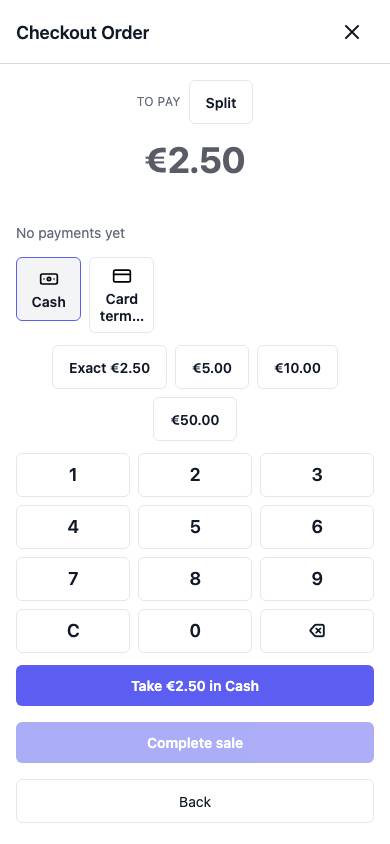 Checkout Order
TO PAY
Split
€2.50
No payments yet
Cash
Card
term...
Exact €2.50
€5.00
€10.00
€50.00
1
2
3
4
5
6
7
8
9
C
0
Take €2.50 in Cash
Complete sale
Back